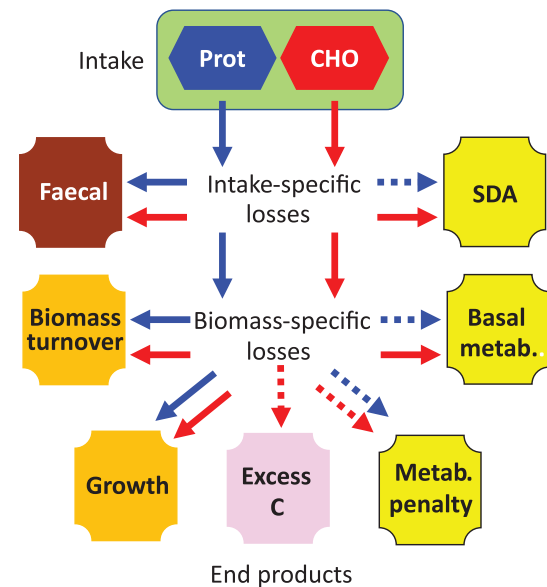 Intake
Prot
CHO
Faecal
Intake-specific
losses
SDA
Biomass
turnover
Biomass-specific
losses
Basal
metab..
Growth
Excess
C
Metab.
penalty
End products